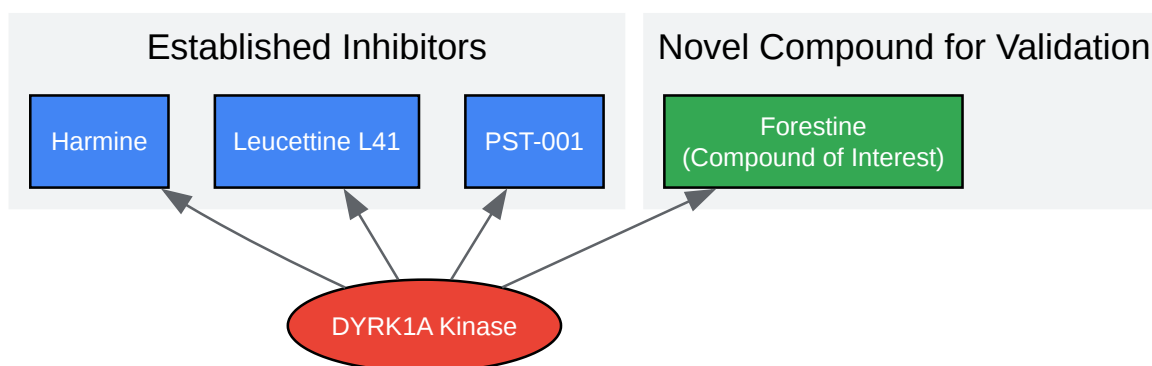 Established Inhibitors
Novel Compound for Validation
Harmine
Leucettine L41
PST-001
Forestine
(Compound of Interest)
DYRK1A Kinase